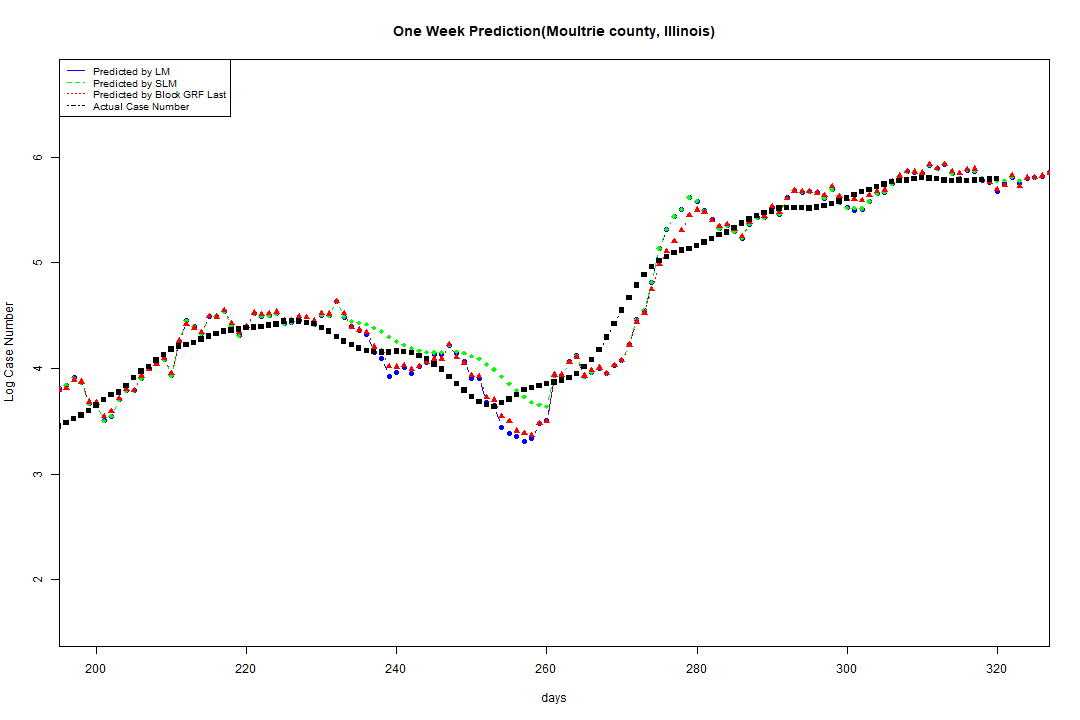 One Week Prediction(Moultrie county, Illinois)
Predicted by LM
Predicted by SLM
Predicted by Block GRF Last
Actual Case Number
6
5
4
3
2
Log Case Number
200 220 240 260 280 300 320
days